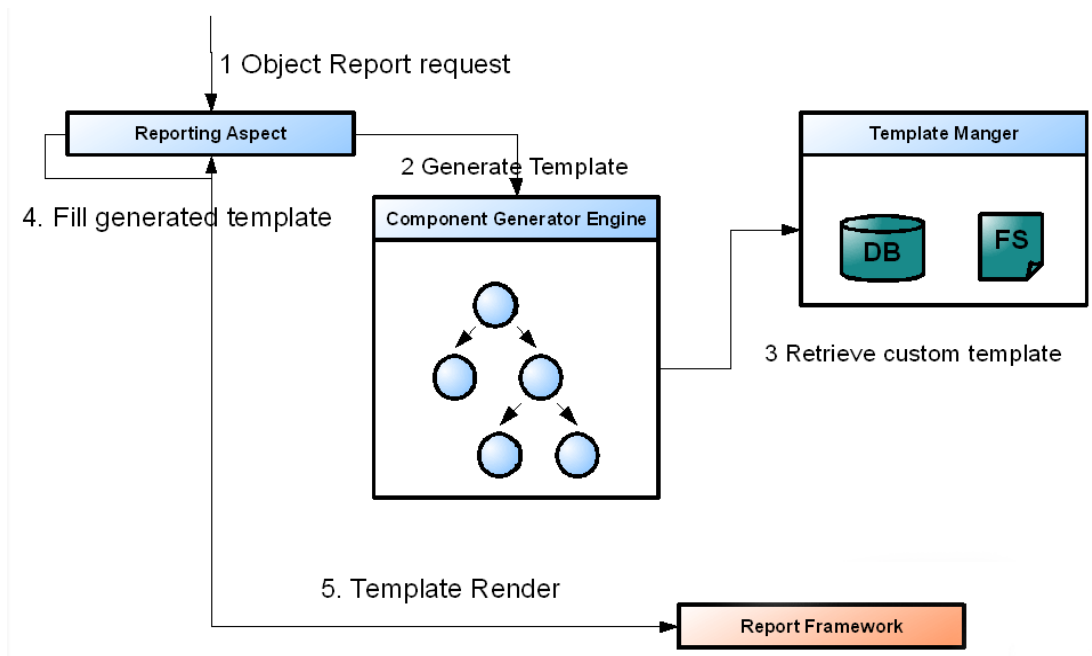 1 Object Report request
Reporting Aspect
Template Manger
2 Generate Template
4. Fill generated template
Component Generator Engine
DB
FS
3 Retrieve custom template
5. Template Render
Report Framework